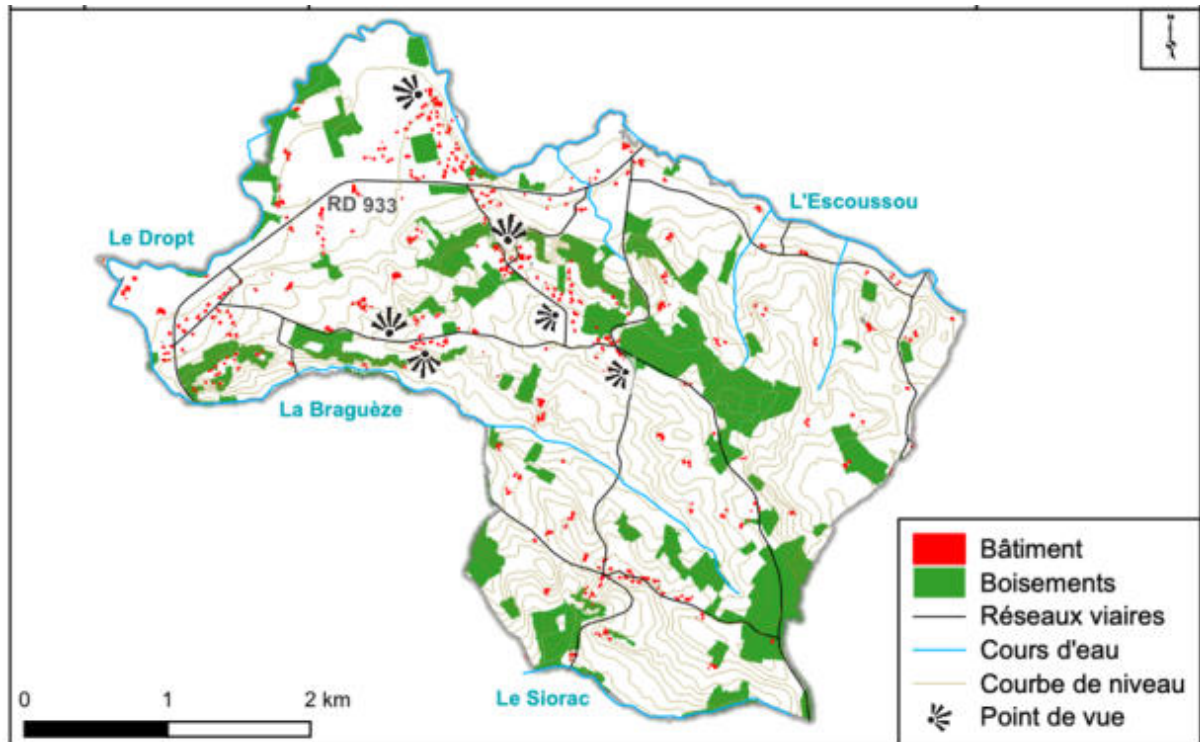 RD 933
L'Escoussou
Le Dropt
La Braguèze
Le Siorac
Bâtiment
Boisements
Réseaux viaires
Cours d'eau
Courbe de niveau
Point de vue
0 1 2 km